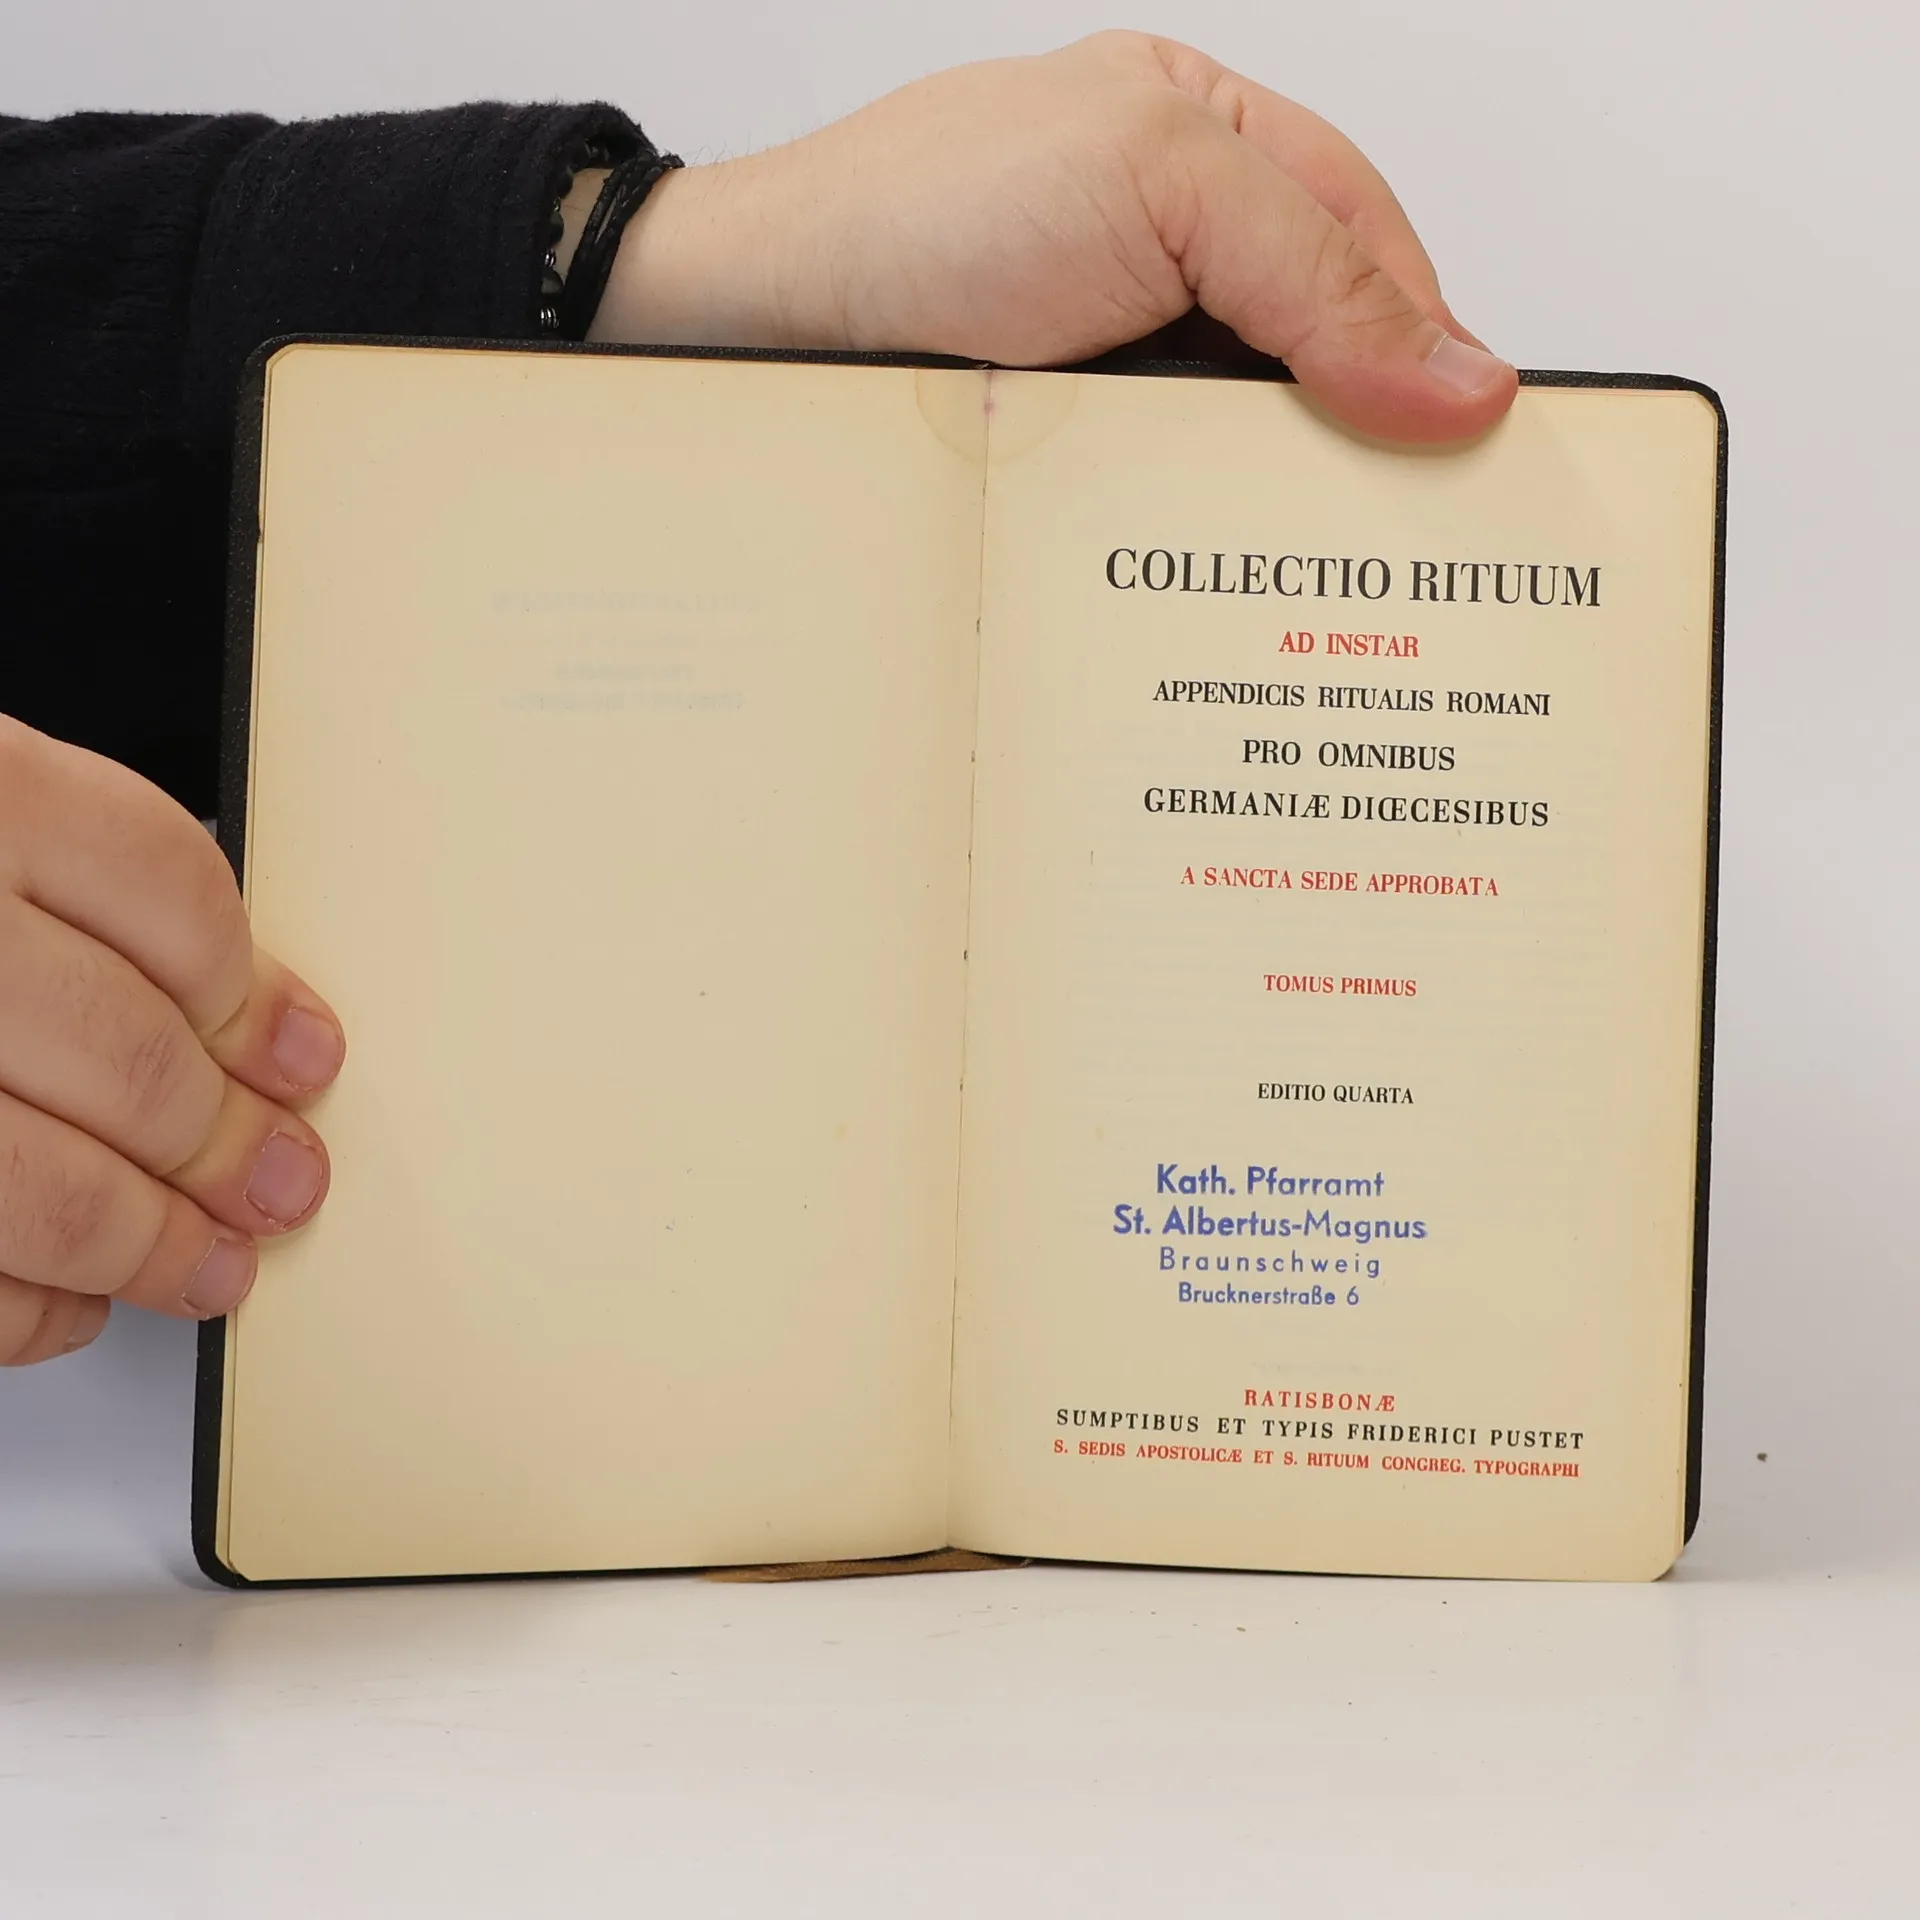 COLLECTIO RITUUM
AD INSTAR
APPENDICIS RITUALIS ROMANI
PRO OMNIBUS
GERMANIÆ DIŒCESIBUS
A SANCTA SEDE APPROBATA
TOMUS PRIMUS
EDITIO QUARTA
Kath. Pfarramt
St. Albertus-Magnus
Braunschweig
Brucknerstraße 6
RATISBONÆ
SUMPTIBUS ET TYPIS FRIDERICI PUSTET
S. SEDIS APOSTOLICÆ ET S. RITUUM CONGREG. TYPOGRAPHI